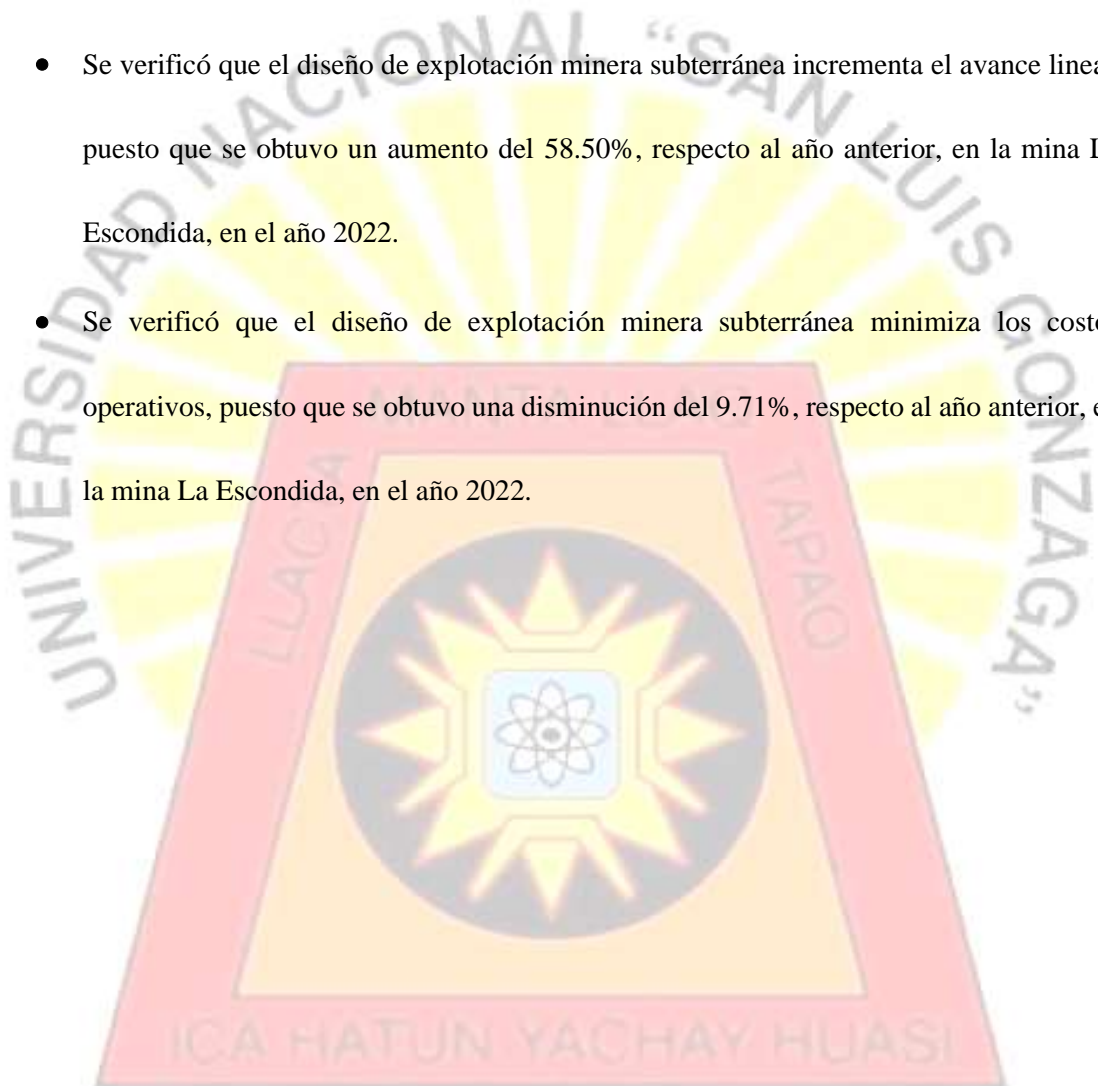 UNIVERSIDAD NACIONAL “SAN LUIS GONZAGA”
• Se verificó que el diseño de explotación minera subterránea incrementa el avance linea
puesto que se obtuvo un aumento del 58.50%, respecto al año anterior, en la mina L
Escondida, en el año 2022.
• Se verificó que el diseño de explotación minera subterránea minimiza los costo
operativos, puesto que se obtuvo una disminución del 9.71%, respecto al año anterior, e
la mina La Escondida, en el año 2022.
LLACTA
TAPAO
ICA HATUN YACHAY HUASI